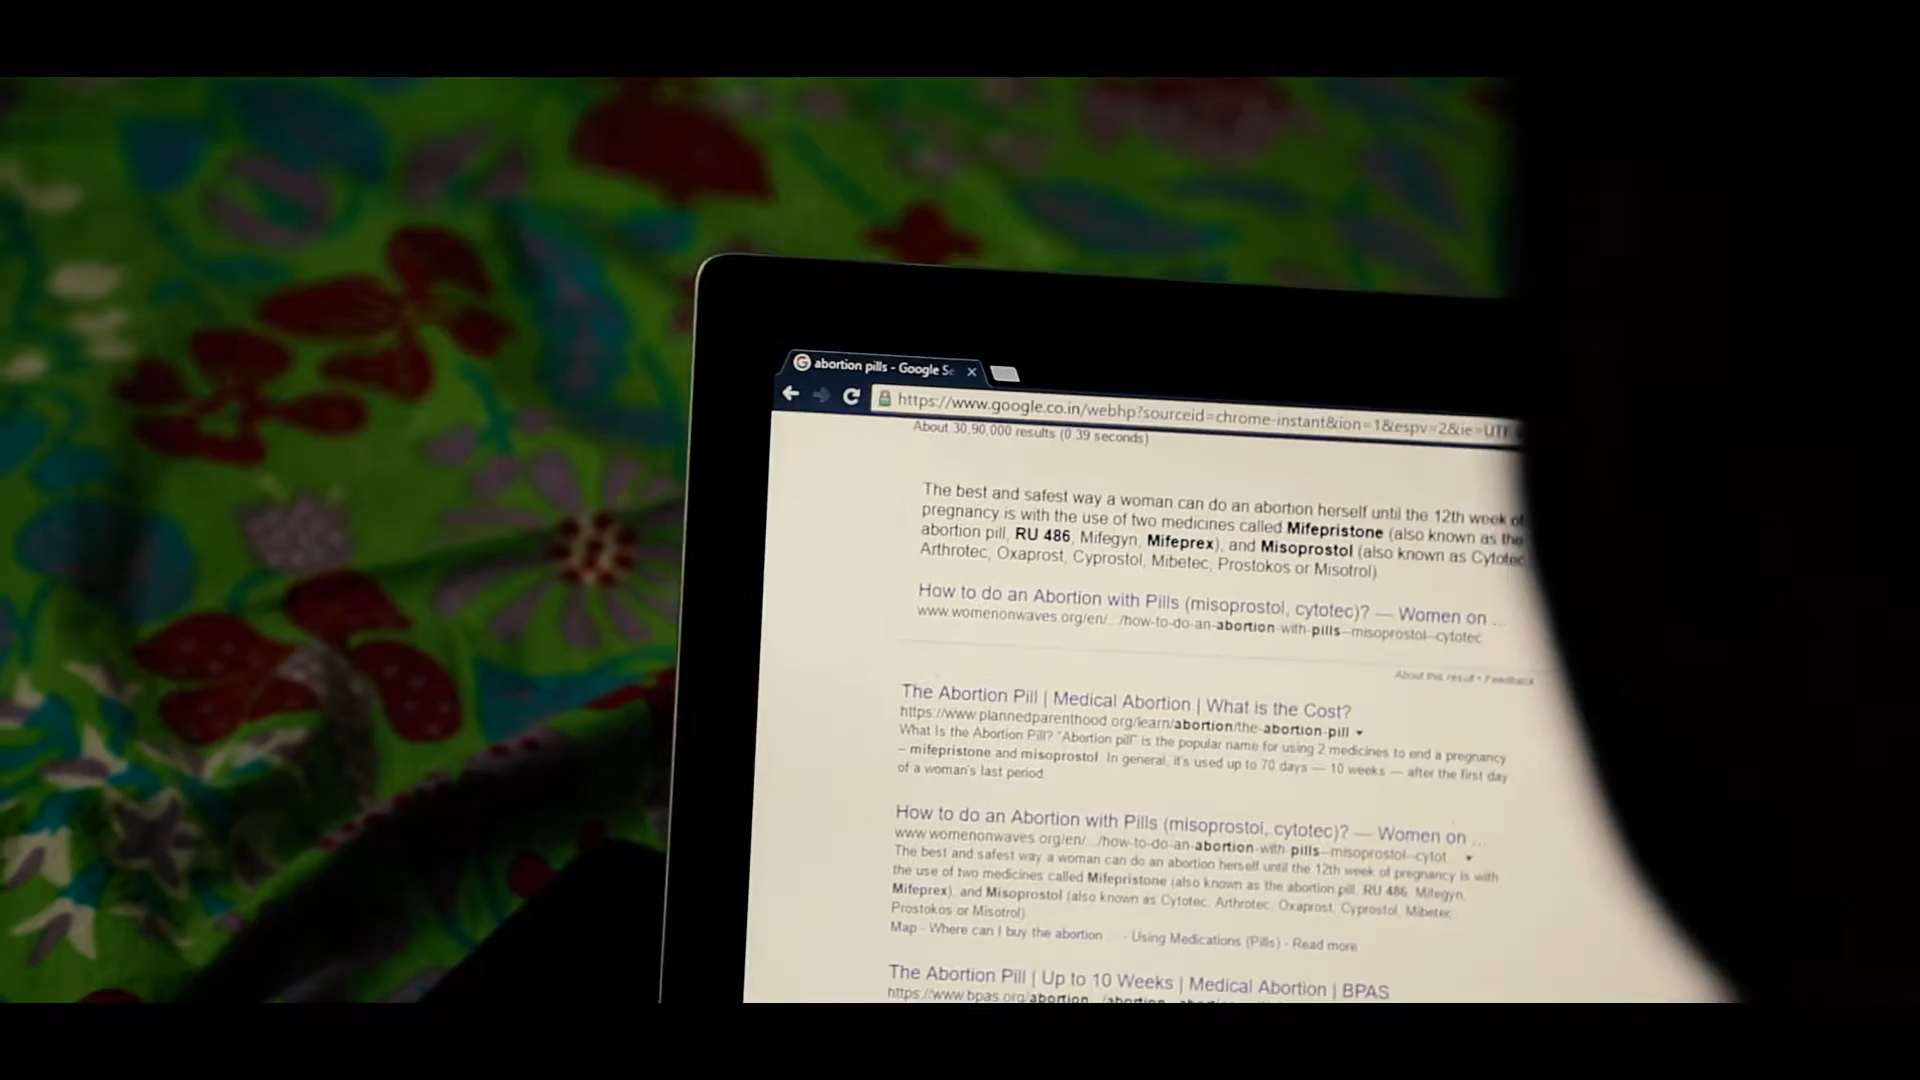 abortion pills - Google Se
https://www.google.co.in/webhp?sourceid=chrome-instant&ion=1&espv=2&ie=UTF
About 30,90,000 results (0.39 seconds)
The best and safest way a woman can do an abortion herself until the 12th week of
pregnancy is with the use of two medicines called Mifepristone (also known as the
abortion pill, RU 486, Mifegyn, Mifeprex), and Misoprostol (also known as Cytotec,
Arthrotec, Oxaprost, Cyprostol, Mibetec, Prostokos or Misotrol)
How to do an Abortion with Pills (misoprostol, cytotec)? — Women on ...
www.womenonwaves.org/en/.../how-to-do-an-abortion-with-pills--misoprostol--cytotec
About this result • Feedback
The Abortion Pill | Medical Abortion | What is the Cost?
https://www.plannedparenthood.org/learn/abortion/the-abortion-pill
What Is the Abortion Pill? "Abortion pill" is the popular name for using 2 medicines to end a pregnancy
– mifepristone and misoprostol. In general, it's used up to 70 days — 10 weeks — after the first day
of a woman's last period
How to do an Abortion with Pills (misoprostol, cytotec)? — Women on ...
www.womenonwaves.org/en/.../how-to-do-an-abortion-with-pills--misoprostol--cytot
The best and safest way a woman can do an abortion herself until the 12th week of pregnancy is with
the use of two medicines called Mifepristone (also known as the abortion pill, RU 486, Mifegyn,
Mifeprex), and Misoprostol (also known as Cytotec, Arthrotec, Oxaprost, Cyprostol, Mibetec,
Prostokos or Misotrol)
Map - Where can I buy the abortion ... - Using Medications (Pills) - Read more
The Abortion Pill | Up to 10 Weeks | Medical Abortion | BPAS
https://www.bpas.org/abortion